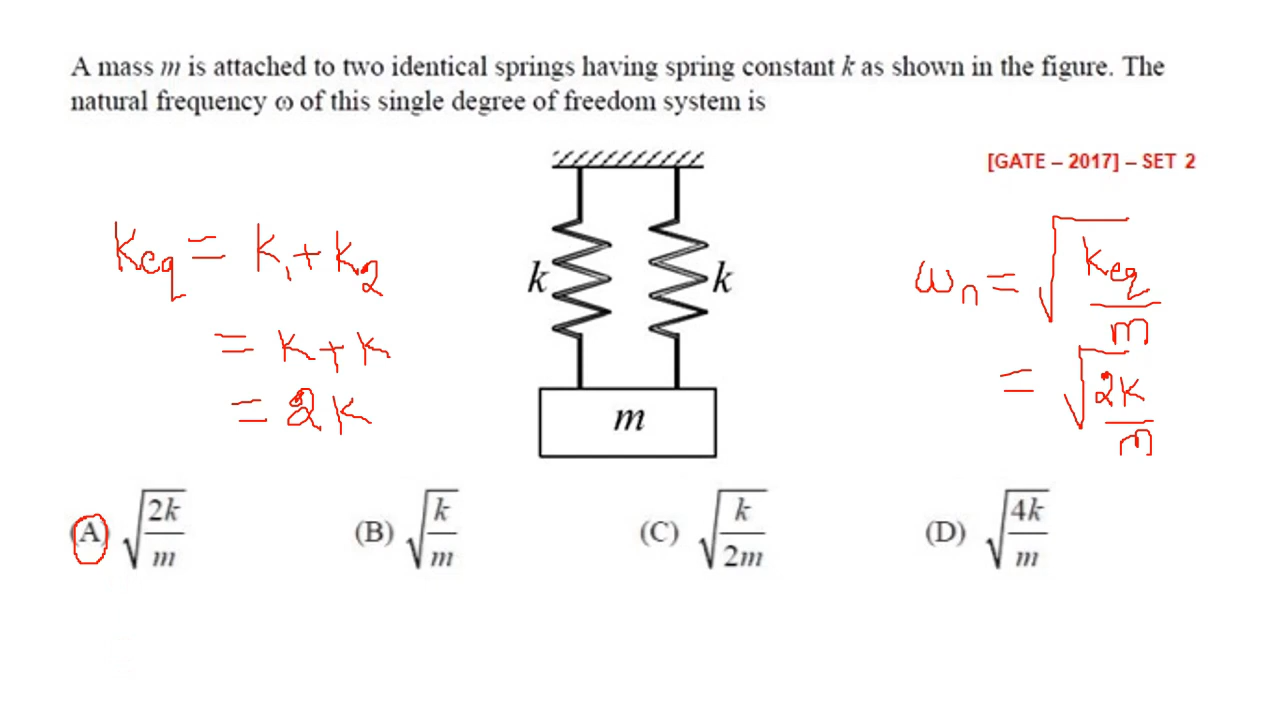 A mass m is attached to two identical springs having spring constant k as shown in the figure. The
natural frequency ω of this single degree of freedom system is
[GATE – 2017] – SET 2
keq = k1 + k2
= k + k
= 2k
k
k
m
ωn = √(keq/m)
= √(2k/m)
(A) √(2k/m)
(B) √(k/m)
(C) √(k/2m)
(D) √(4k/m)